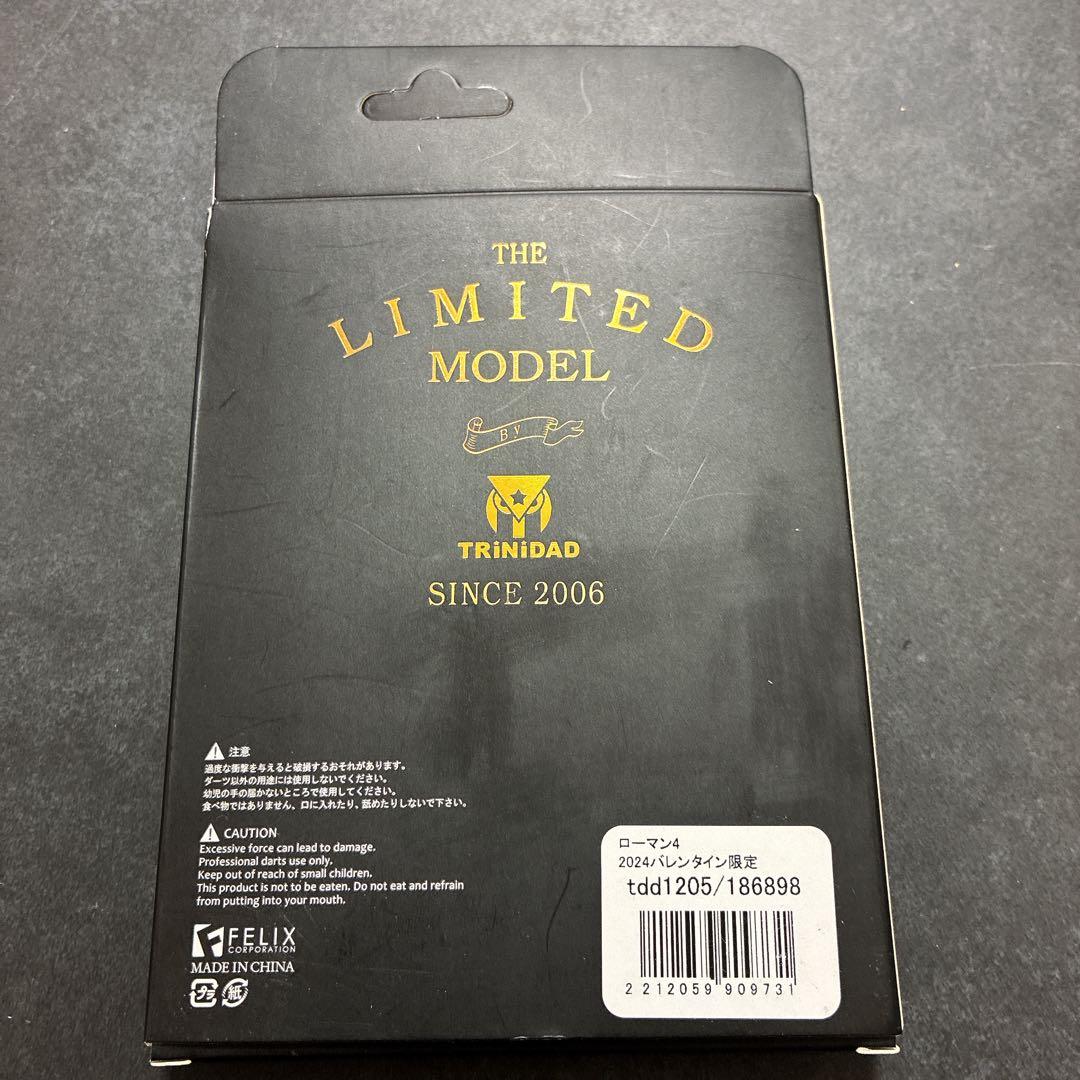 THE
LIMITED
MODEL
BY
TRiNiDAD
SINCE 2006
注意
過度な衝撃を与えると破損するおそれがあります。
ダーツ以外の用途には使用しないでください。
幼児の手の届かないところで使用してください。
食べ物ではありません、口に入れたり、舐めたりしないで下さい。
CAUTION
Excessive force can lead to damage.
Professional darts use only.
Keep out of reach of small children.
This product is not to be eaten. Do not eat and refrain
from putting into your mouth.
FELIX
CORPORATION
MADE IN CHINA
プラ 紙
ローマン4
2024バレンタイン限定
tdd1205/186898
2 212059 909731